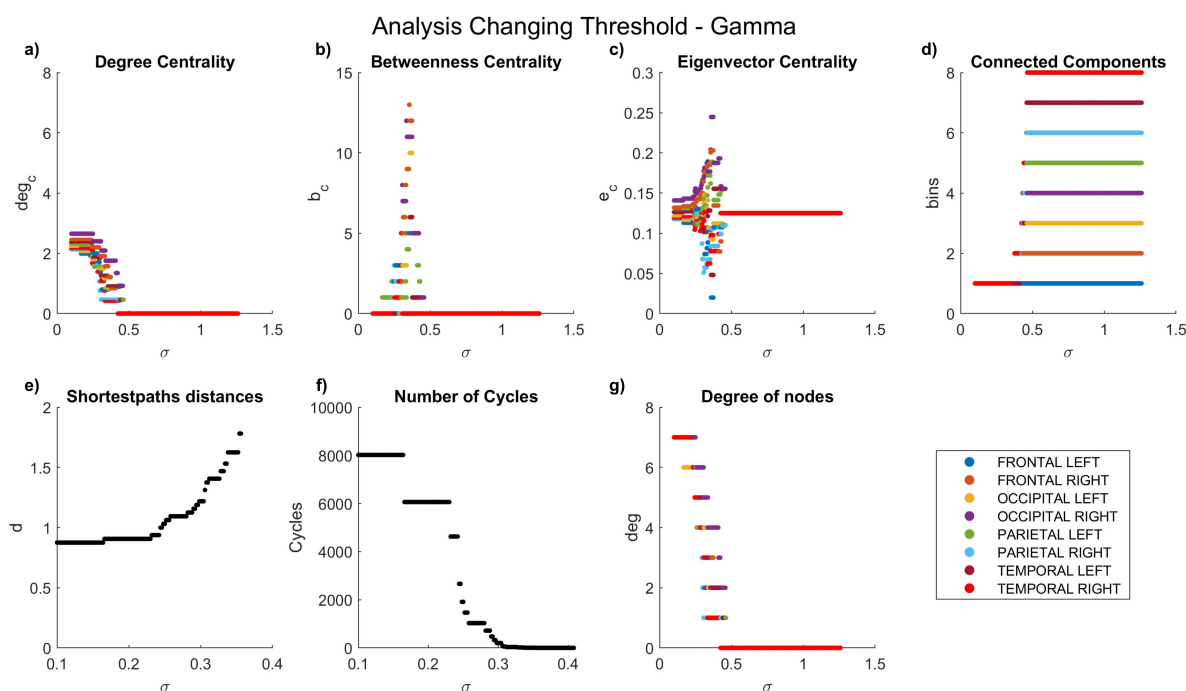 Analysis Changing Threshold - Gamma
a)
Degree Centrality
8
6
4
2
0
deg_c
0
0.5
1
1.5
σ
b)
Betweenness Centrality
15
10
5
0
b_c
0
0.5
1
1.5
σ
c)
Eigenvector Centrality
0.3
0.25
0.2
0.15
0.1
0.05
0
e_c
0
0.5
1
1.5
σ
d)
Connected Components
8
6
4
2
0
bins
0
0.5
1
1.5
σ
e)
Shortestpaths distances
2
1.5
1
0.5
0
d
0.1
0.2
0.3
0.4
σ
f)
Number of Cycles
10000
8000
6000
4000
2000
0
Cycles
0.1
0.2
0.3
0.4
σ
g)
Degree of nodes
8
6
4
2
0
deg
0
0.5
1
1.5
σ
FRONTAL LEFT
FRONTAL RIGHT
OCCIPITAL LEFT
OCCIPITAL RIGHT
PARIETAL LEFT
PARIETAL RIGHT
TEMPORAL LEFT
TEMPORAL RIGHT